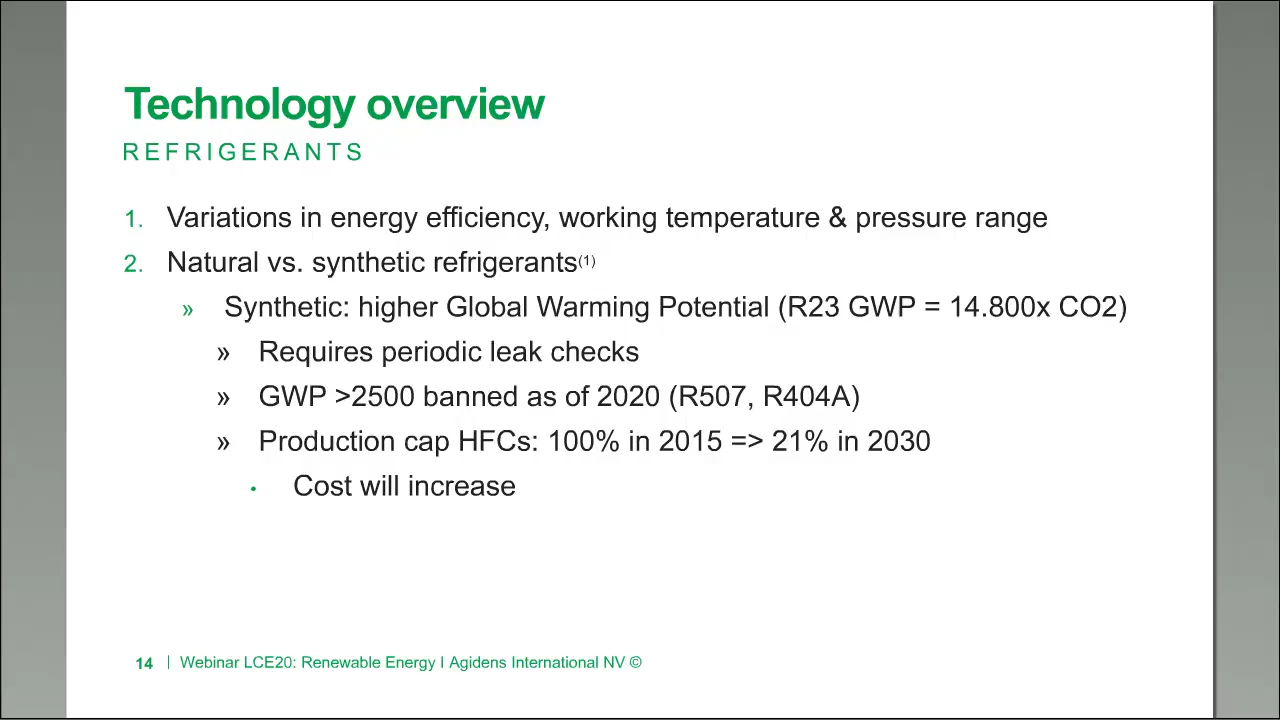 Technology overview
REFRIGERANTS
1. Variations in energy efficiency, working temperature & pressure range
2. Natural vs. synthetic refrigerants(1)
» Synthetic: higher Global Warming Potential (R23 GWP = 14.800x CO2)
» Requires periodic leak checks
» GWP >2500 banned as of 2020 (R507, R404A)
» Production cap HFCs: 100% in 2015 => 21% in 2030
• Cost will increase
14 | Webinar LCE20: Renewable Energy I Agidens International NV ©